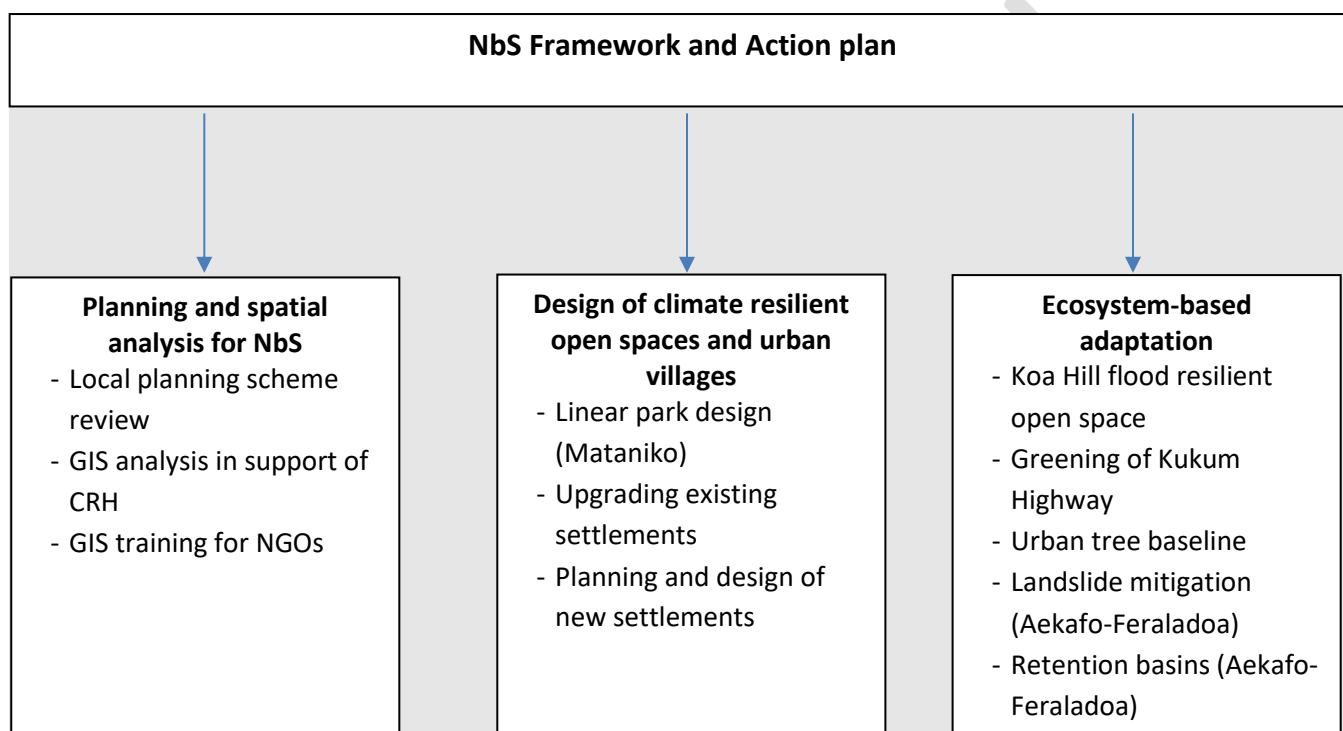 NbS Framework and Action plan
Planning and spatial
analysis for NbS
- Local planning scheme
review
- GIS analysis in support of
CRH
- GIS training for NGOs
Design of climate resilient
open spaces and urban
villages
- Linear park design
(Mataniko)
- Upgrading existing
settlements
- Planning and design of
new settlements
Ecosystem-based
adaptation
- Koa Hill flood resilient
open space
- Greening of Kukum
Highway
- Urban tree baseline
- Landslide mitigation
(Aekafo-Feraladoa)
- Retention basins (Aekafo-
Feraladoa)